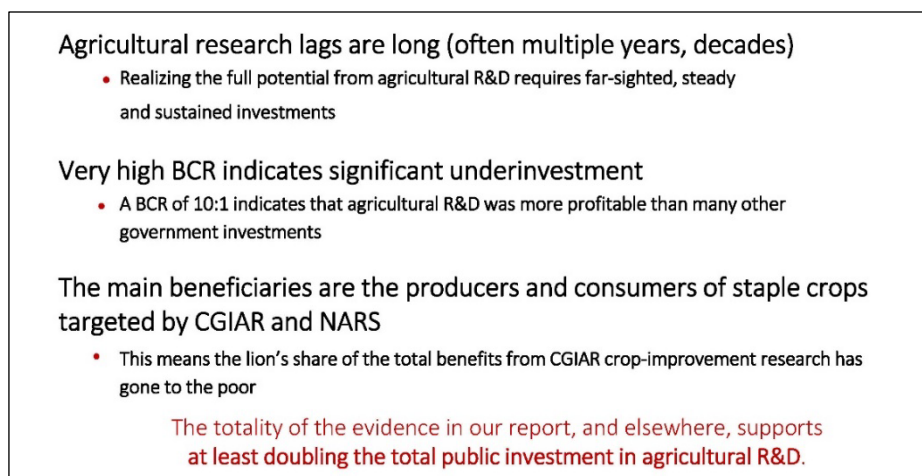 Agricultural research lags are long (often multiple years, decades)
• Realizing the full potential from agricultural R&D requires far-sighted, steady
and sustained investments
Very high BCR indicates significant underinvestment
• A BCR of 10:1 indicates that agricultural R&D was more profitable than many other
government investments
The main beneficiaries are the producers and consumers of staple crops
targeted by CGIAR and NARS
• This means the lion’s share of the total benefits from CGIAR crop-improvement research has
gone to the poor
The totality of the evidence in our report, and elsewhere, supports
at least doubling the total public investment in agricultural R&D.